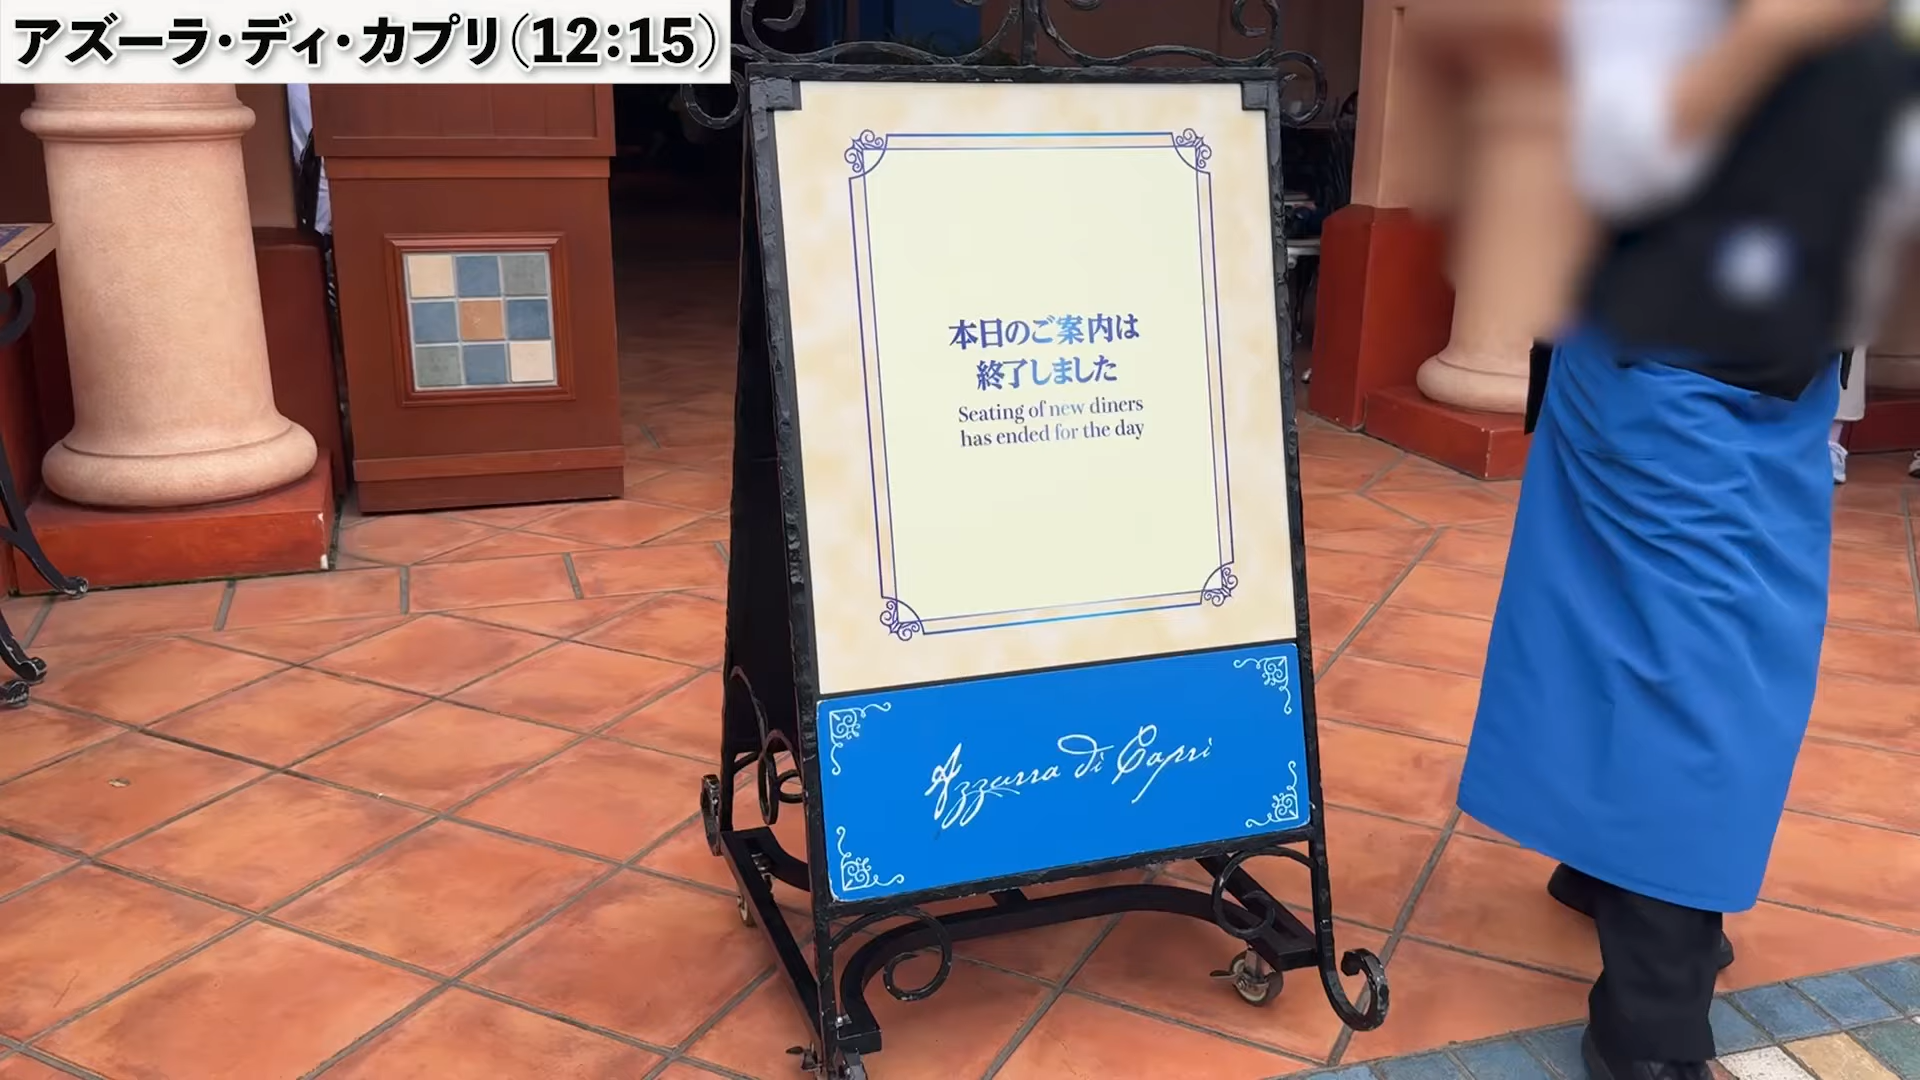 アズーラ・ディ・カプリ(12:15)
本日のご案内は
終了しました
Seating of new diners
has ended for the day
Azzurra di Capri